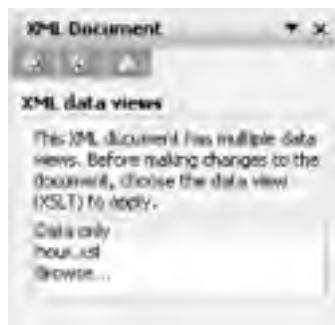 XML Document
XML data views
This XML document has multiple data
views. Before making changes to the
document, choose the data view
(XSLT) to apply.
Data only
hour.xsl
Browse...